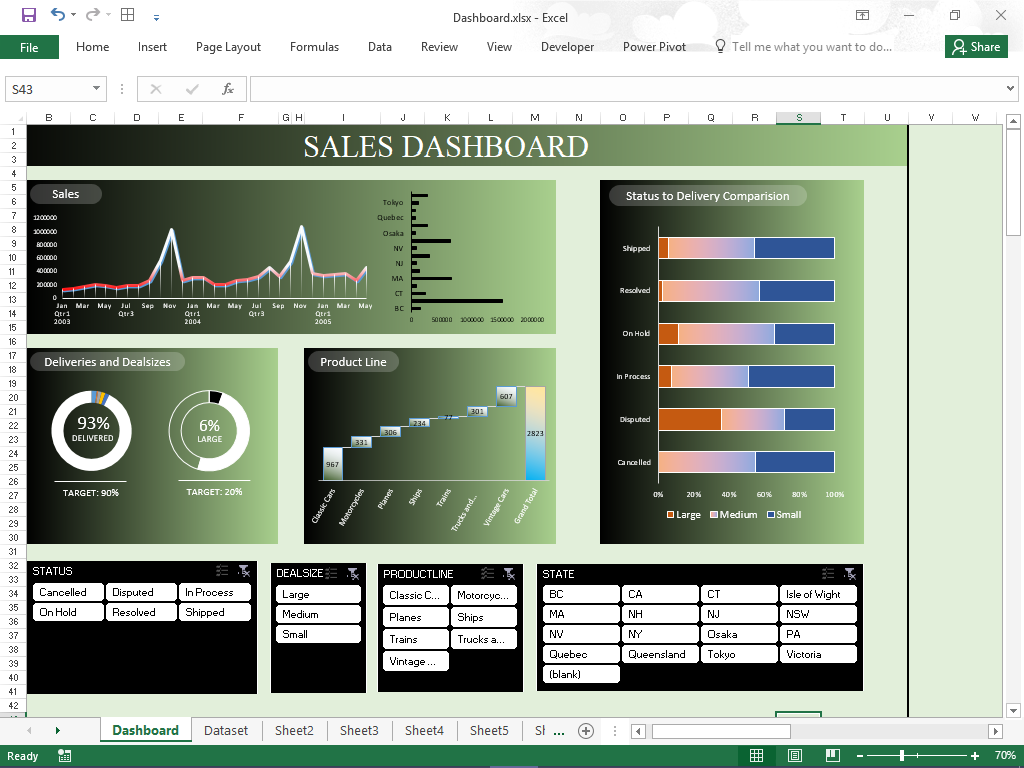 Dashboard.xlsx - Excel
File Home Insert Page Layout Formulas Data Review View Developer Power Pivot Tell me what you want to do... Share
S43 fx
B C D E F G H I J K L M N O P Q R S T U V W
1
2
3
4
5
6
7
8
9
10
11
12
13
14
15
16
17
18
19
20
21
22
23
24
25
26
27
28
29
30
31
32
33
34
35
36
37
38
39
40
41
42
SALES DASHBOARD
Sales
1200000
1000000
800000
600000
400000
200000
0
Jan Mar May Jul Sep Nov Jan Mar May Jul Sep Nov Jan Mar May
Qtr1 Qtr3 Qtr1 Qtr3 Qtr1
2003 2004 2005
Tokyo
Quebec
Osaka
NV
NJ
MA
CT
BC
0 500000 1000000 1500000 2000000
Status to Delivery Comparision
Shipped
Resolved
On Hold
In Process
Disputed
Cancelled
0% 20% 40% 60% 80% 100%
Large Medium Small
Deliveries and Dealsizes
93%
DELIVERED
TARGET: 90%
6%
LARGE
TARGET: 20%
Product Line
967
331
306
234
77
301
607
2823
Classic Cars
Motorcycles
Planes
Ships
Trains
Trucks and...
Vintage Cars
Grand Total
STATUS
Cancelled Disputed In Process
On Hold Resolved Shipped
DEALSIZE
Large
Medium
Small
PRODUCTLINE
Classic C... Motorcyc...
Planes Ships
Trains Trucks a...
Vintage ...
STATE
BC CA CT Isle of Wight
MA NH NJ NSW
NV NY Osaka PA
Quebec Queensland Tokyo Victoria
(blank)
Dashboard Dataset Sheet2 Sheet3 Sheet4 Sheet5 Sh ...
Ready 70%